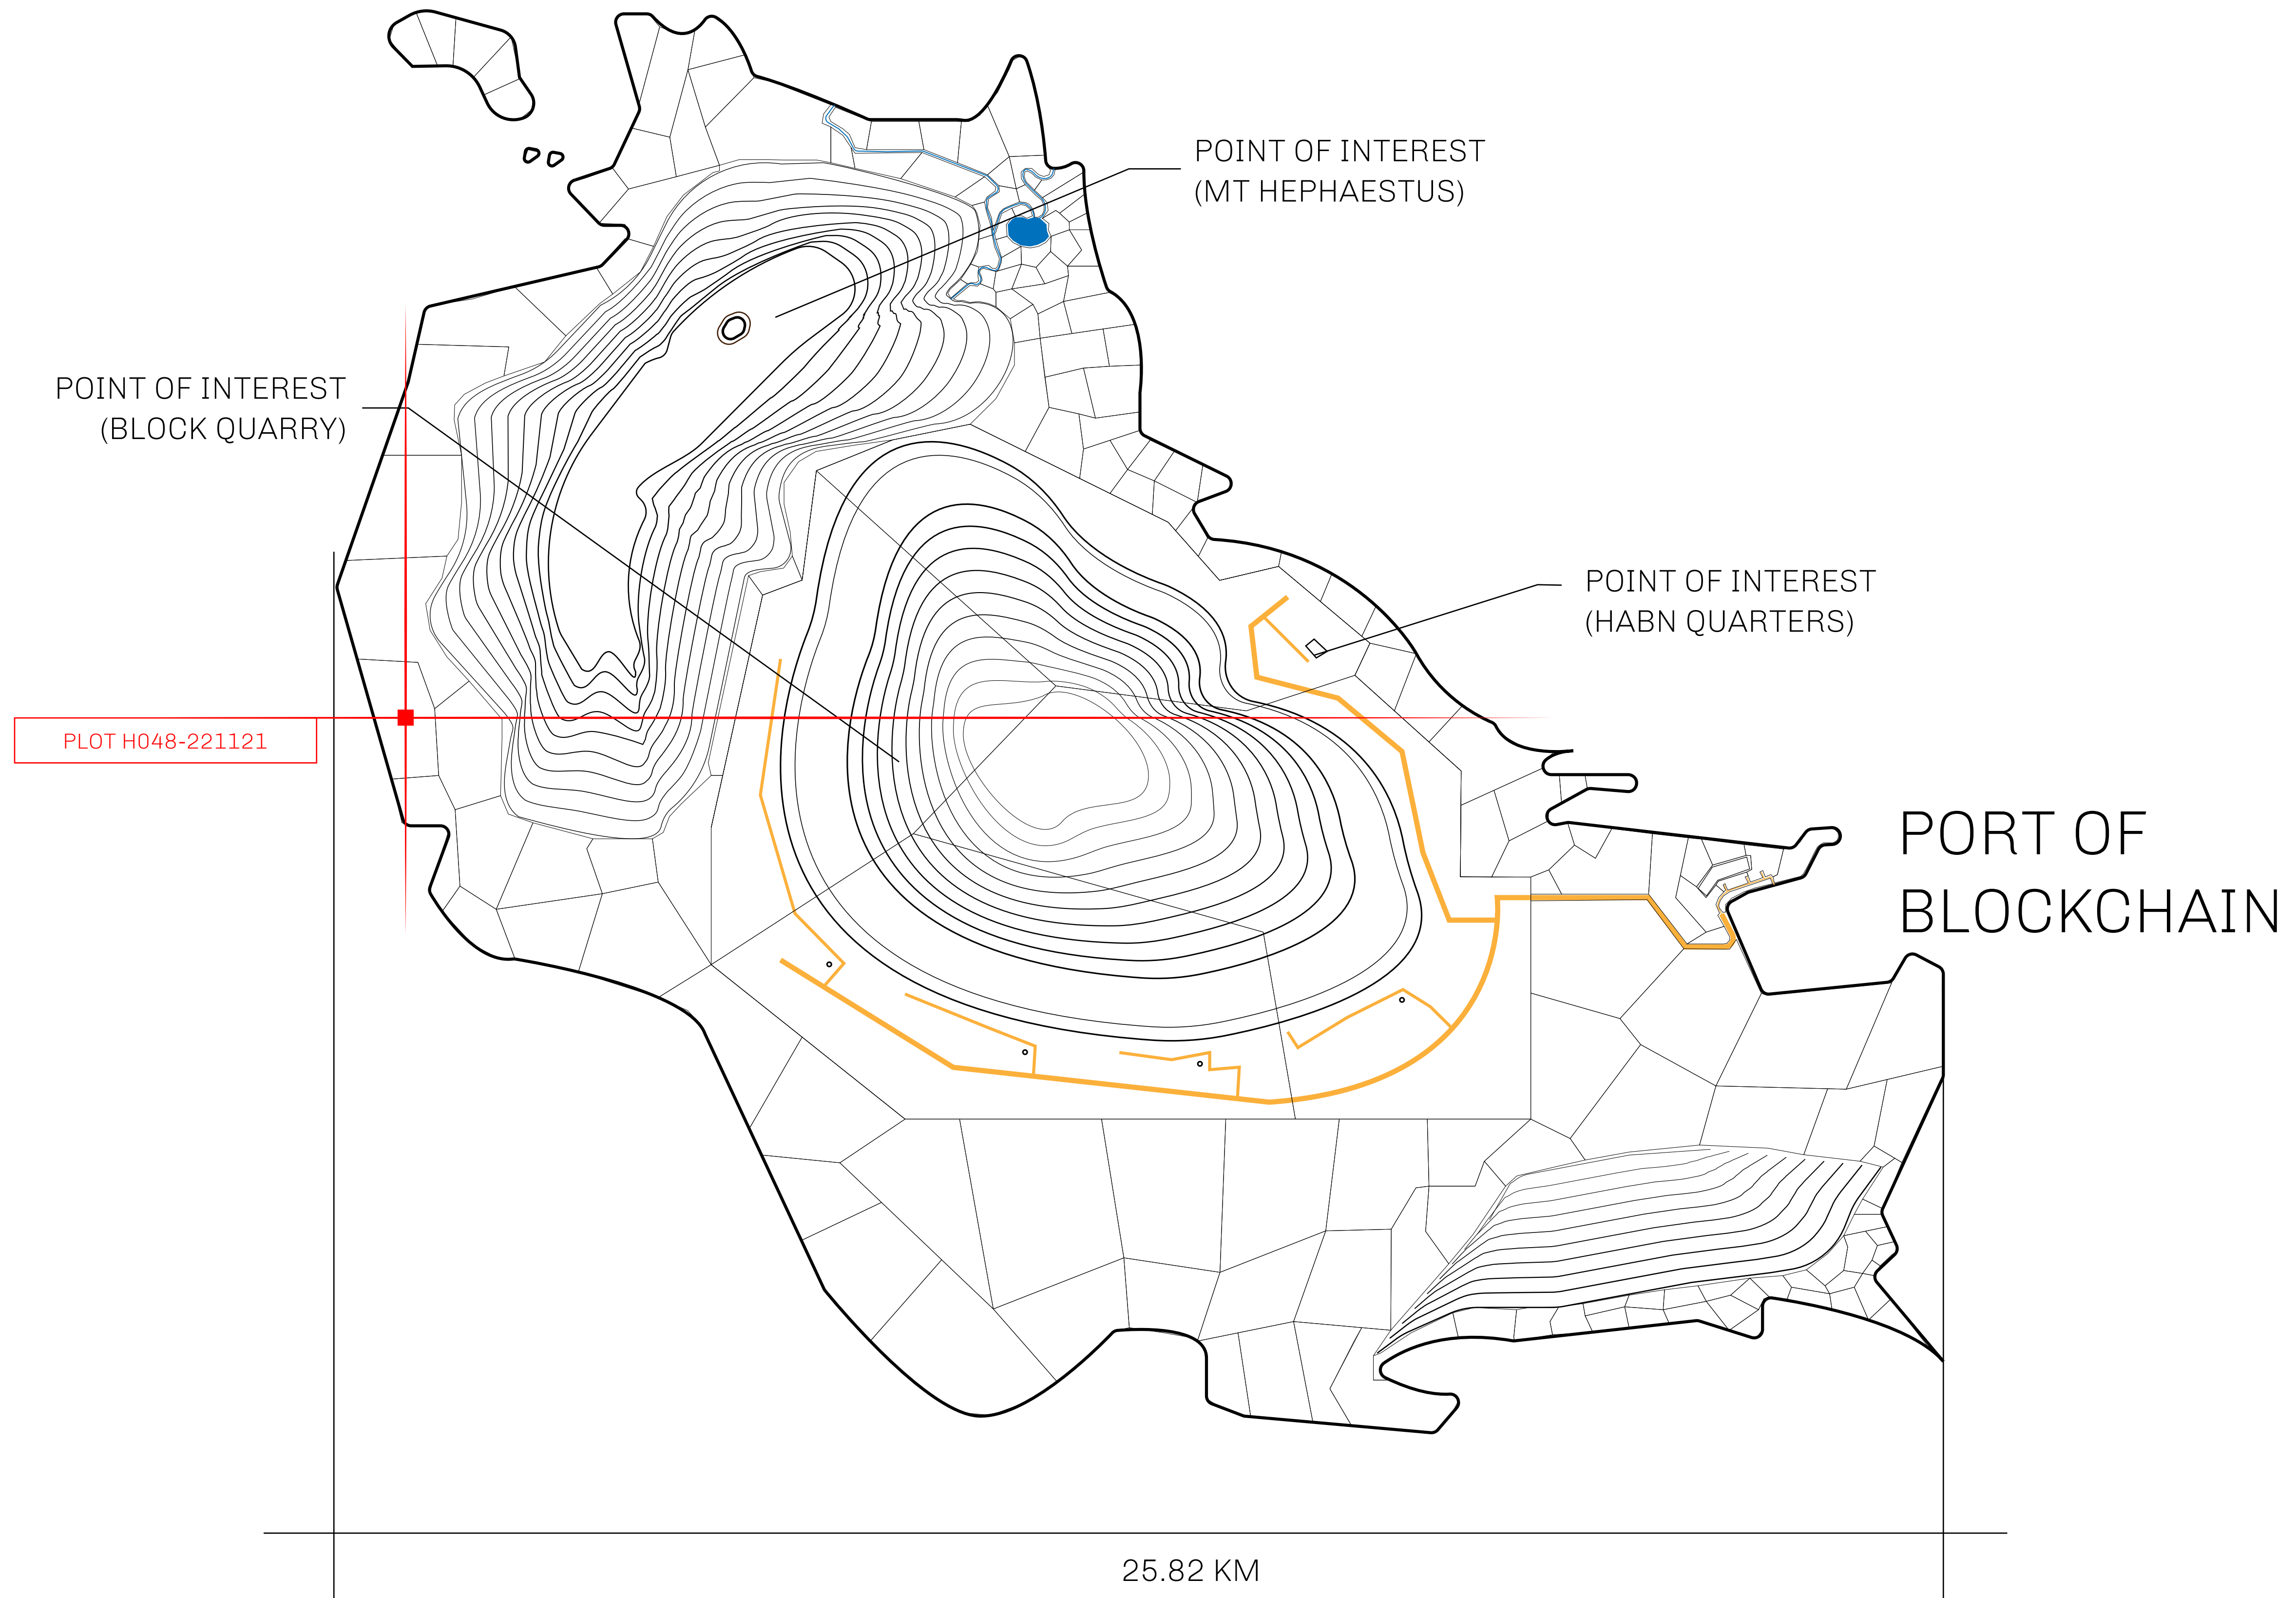 POINT OF INTEREST
(MT HEPHAESTUS)
POINT OF INTEREST
(BLOCK QUARRY)
POINT OF INTEREST
(HABN QUARTERS)
PLOT H048-221121
PORT OF
BLOCKCHAIN
25.82 KM